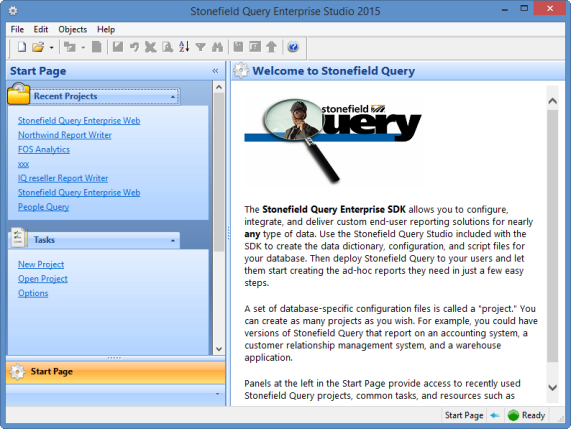 Stonefield Query Enterprise Studio 2015
File Edit Objects Help
Start Page
Recent Projects
Stonefield Query Enterprise Web
Northwind Report Writer
FOS Analytics
xxx
IQ reseller Report Writer
Stonefield Query Enterprise Web
People Query
Tasks
New Project
Open Project
Options
Start Page
Welcome to Stonefield Query
stonefield
Query
The Stonefield Query Enterprise SDK allows you to configure,
integrate, and deliver custom end-user reporting solutions for nearly
any type of data. Use the Stonefield Query Studio included with the
SDK to create the data dictionary, configuration, and script files for
your database. Then deploy Stonefield Query to your users and let
them start creating the ad-hoc reports they need in just a few easy
steps.
A set of database-specific configuration files is called a "project." You
can create as many projects as you wish. For example, you could have
versions of Stonefield Query that report on an accounting system, a
customer relationship management system, and a warehouse
application.
Panels at the left in the Start Page provide access to recently used
Stonefield Query projects, common tasks, and resources such as
Start Page Ready